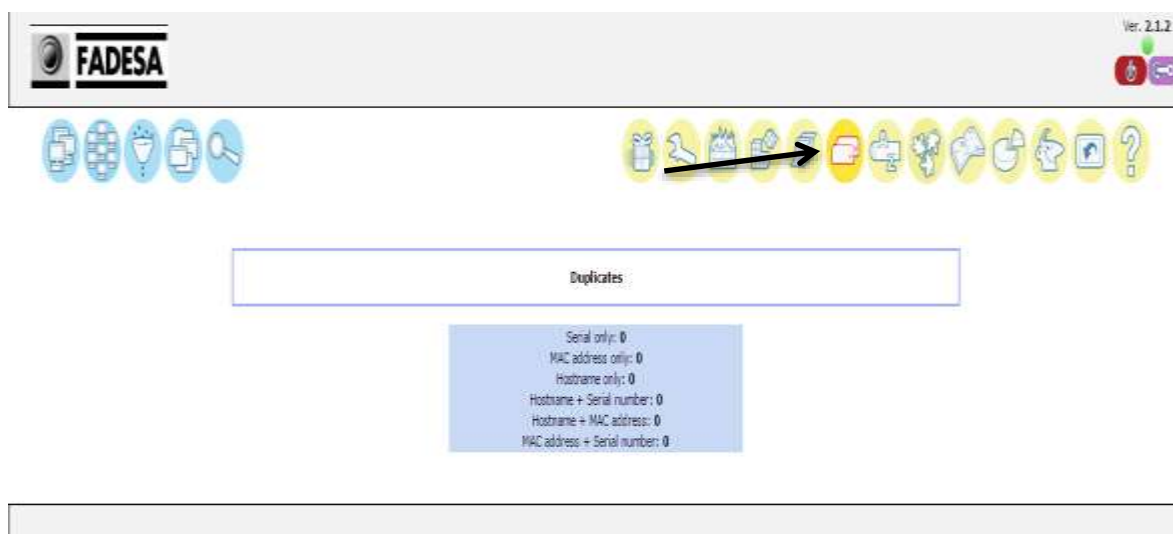 Ver. 2.1.2
FADESA
Duplicates
Serial only: 0
MAC address only: 0
Hostname only: 0
Hostname + Serial number: 0
Hostname + MAC address: 0
MAC address + Serial number: 0